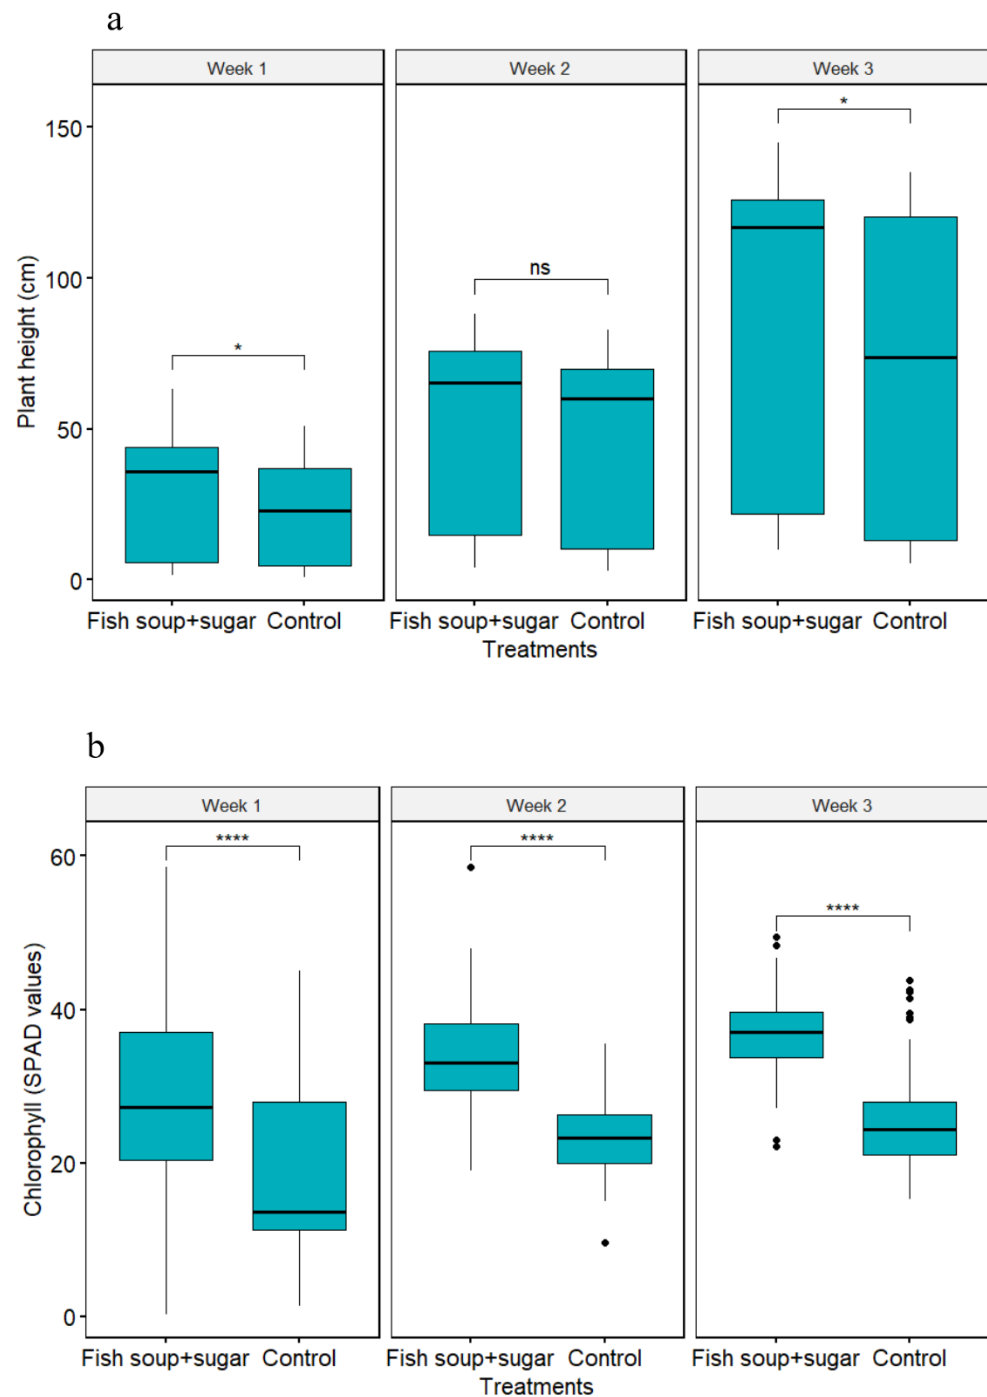 a
Week 1 Week 2 Week 3
Plant height (cm)
150
100
50
0
*
ns
*
Fish soup+sugar Control Fish soup+sugar Control Fish soup+sugar Control
Treatments
b
Week 1 Week 2 Week 3
Chlorophyll (SPAD values)
60
40
20
0
****
****
****
Fish soup+sugar Control Fish soup+sugar Control Fish soup+sugar Control
Treatments